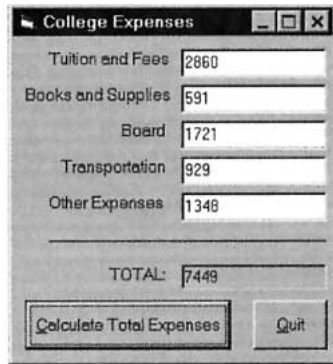 College Expenses
Tuition and Fees 2860
Books and Supplies 591
Board 1721
Transportation 929
Other Expenses 1348
TOTAL: 7449
Calculate Total Expenses Quit